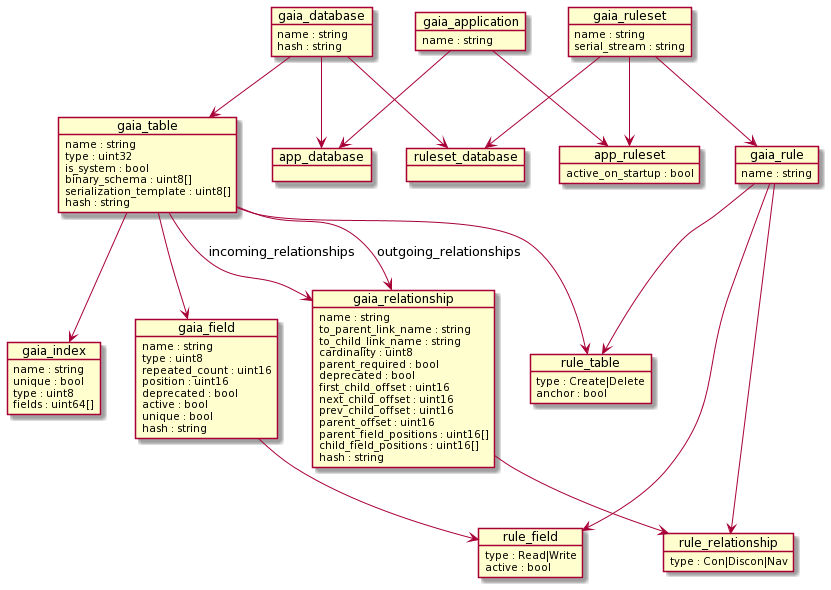 gaia_database
name : string
hash : string
gaia_application
name : string
gaia_ruleset
name : string
serial_stream : string
gaia_table
name : string
type : uint32
is_system : bool
binary_schema : uint8[]
serialization_template : uint8[]
hash : string
app_database
ruleset_database
app_ruleset
active_on_startup : bool
gaia_rule
name : string
incoming_relationships
outgoing_relationships
gaia_index
name : string
unique : bool
type : uint8
fields : uint64[]
gaia_field
name : string
type : uint8
repeated_count : uint16
position : uint16
deprecated : bool
active : bool
unique : bool
hash : string
gaia_relationship
name : string
to_parent_link_name : string
to_child_link_name : string
cardinality : uint8
parent_required : bool
deprecated : bool
first_child_offset : uint16
next_child_offset : uint16
prev_child_offset : uint16
parent_offset : uint16
parent_field_positions : uint16[]
child_field_positions : uint16[]
hash : string
rule_table
type : Create|Delete
anchor : bool
rule_field
type : Read|Write
active : bool
rule_relationship
type : Con|Discon|Nav